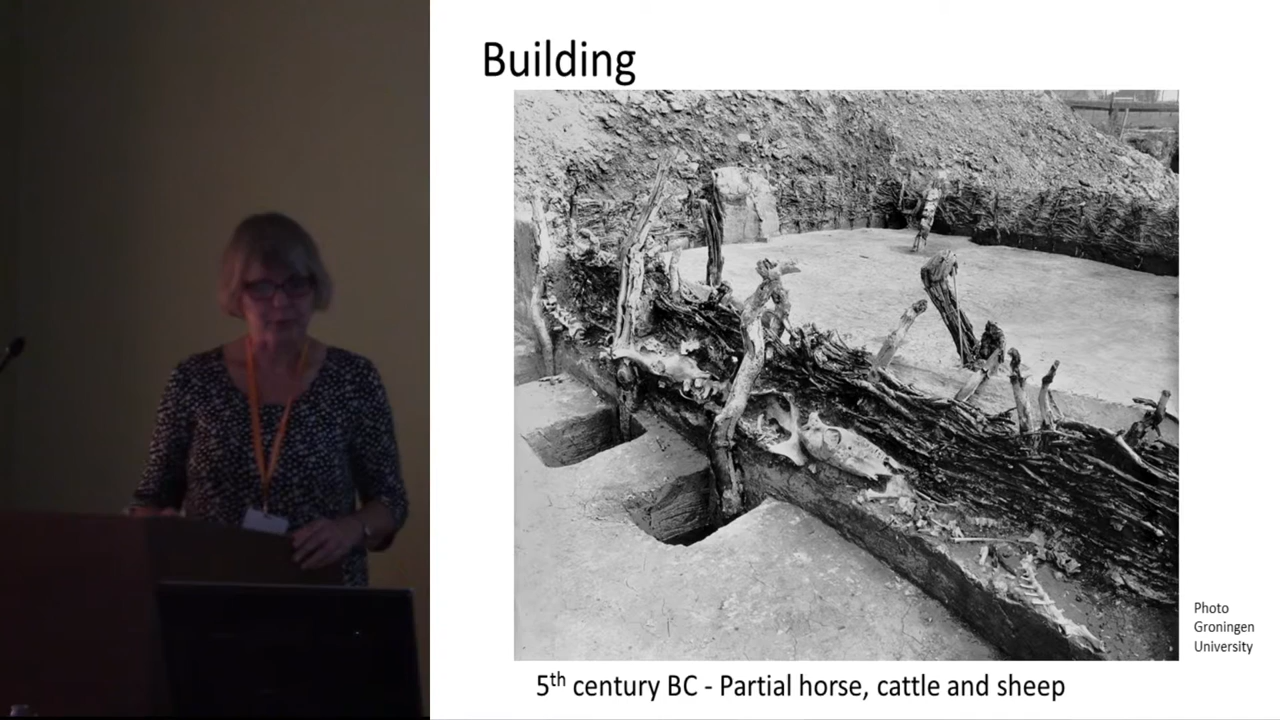 Building
Photo
Groningen
University
5th century BC - Partial horse, cattle and sheep